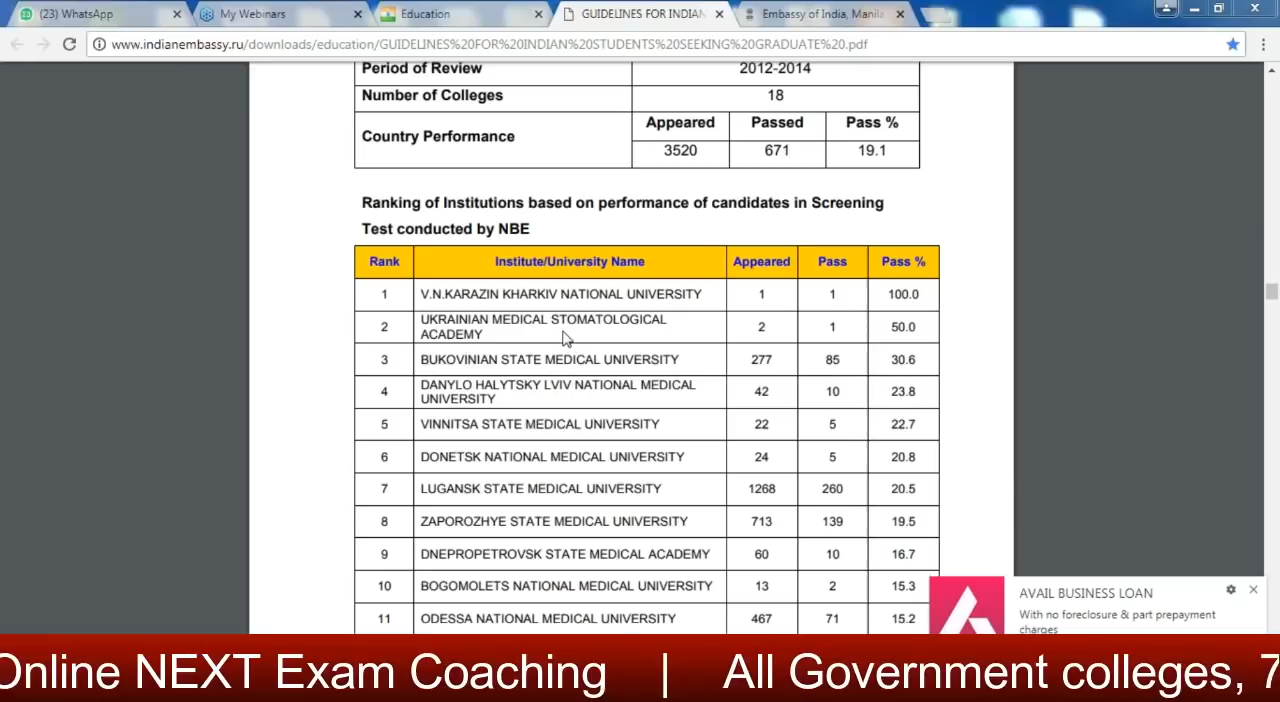 (23) WhatsApp
My Webinars
Education
GUIDELINES FOR INDIAN
Embassy of India, Manila
www.indianembassy.ru/downloads/education/GUIDELINES%20FOR%20INDIAN%20STUDENTS%20SEEKING%20GRADUATE%20.pdf
Period of Review 2012-2014
Number of Colleges 18
Country Performance Appeared Passed Pass %
3520 671 19.1
Ranking of Institutions based on performance of candidates in Screening
Test conducted by NBE
Rank Institute/University Name Appeared Pass Pass %
1 V.N.KARAZIN KHARKIV NATIONAL UNIVERSITY 1 1 100.0
2 UKRAINIAN MEDICAL STOMATOLOGICAL
ACADEMY 2 1 50.0
3 BUKOVINIAN STATE MEDICAL UNIVERSITY 277 85 30.6
4 DANYLO HALYTSKY LVIV NATIONAL MEDICAL
UNIVERSITY 42 10 23.8
5 VINNITSA STATE MEDICAL UNIVERSITY 22 5 22.7
6 DONETSK NATIONAL MEDICAL UNIVERSITY 24 5 20.8
7 LUGANSK STATE MEDICAL UNIVERSITY 1268 260 20.5
8 ZAPOROZHYE STATE MEDICAL UNIVERSITY 713 139 19.5
9 DNEPROPETROVSK STATE MEDICAL ACADEMY 60 10 16.7
10 BOGOMOLETS NATIONAL MEDICAL UNIVERSITY 13 2 15.3
11 ODESSA NATIONAL MEDICAL UNIVERSITY 467 71 15.2
AVAIL BUSINESS LOAN
With no foreclosure & part prepayment
charges
Online NEXT Exam Coaching | All Government colleges, 7